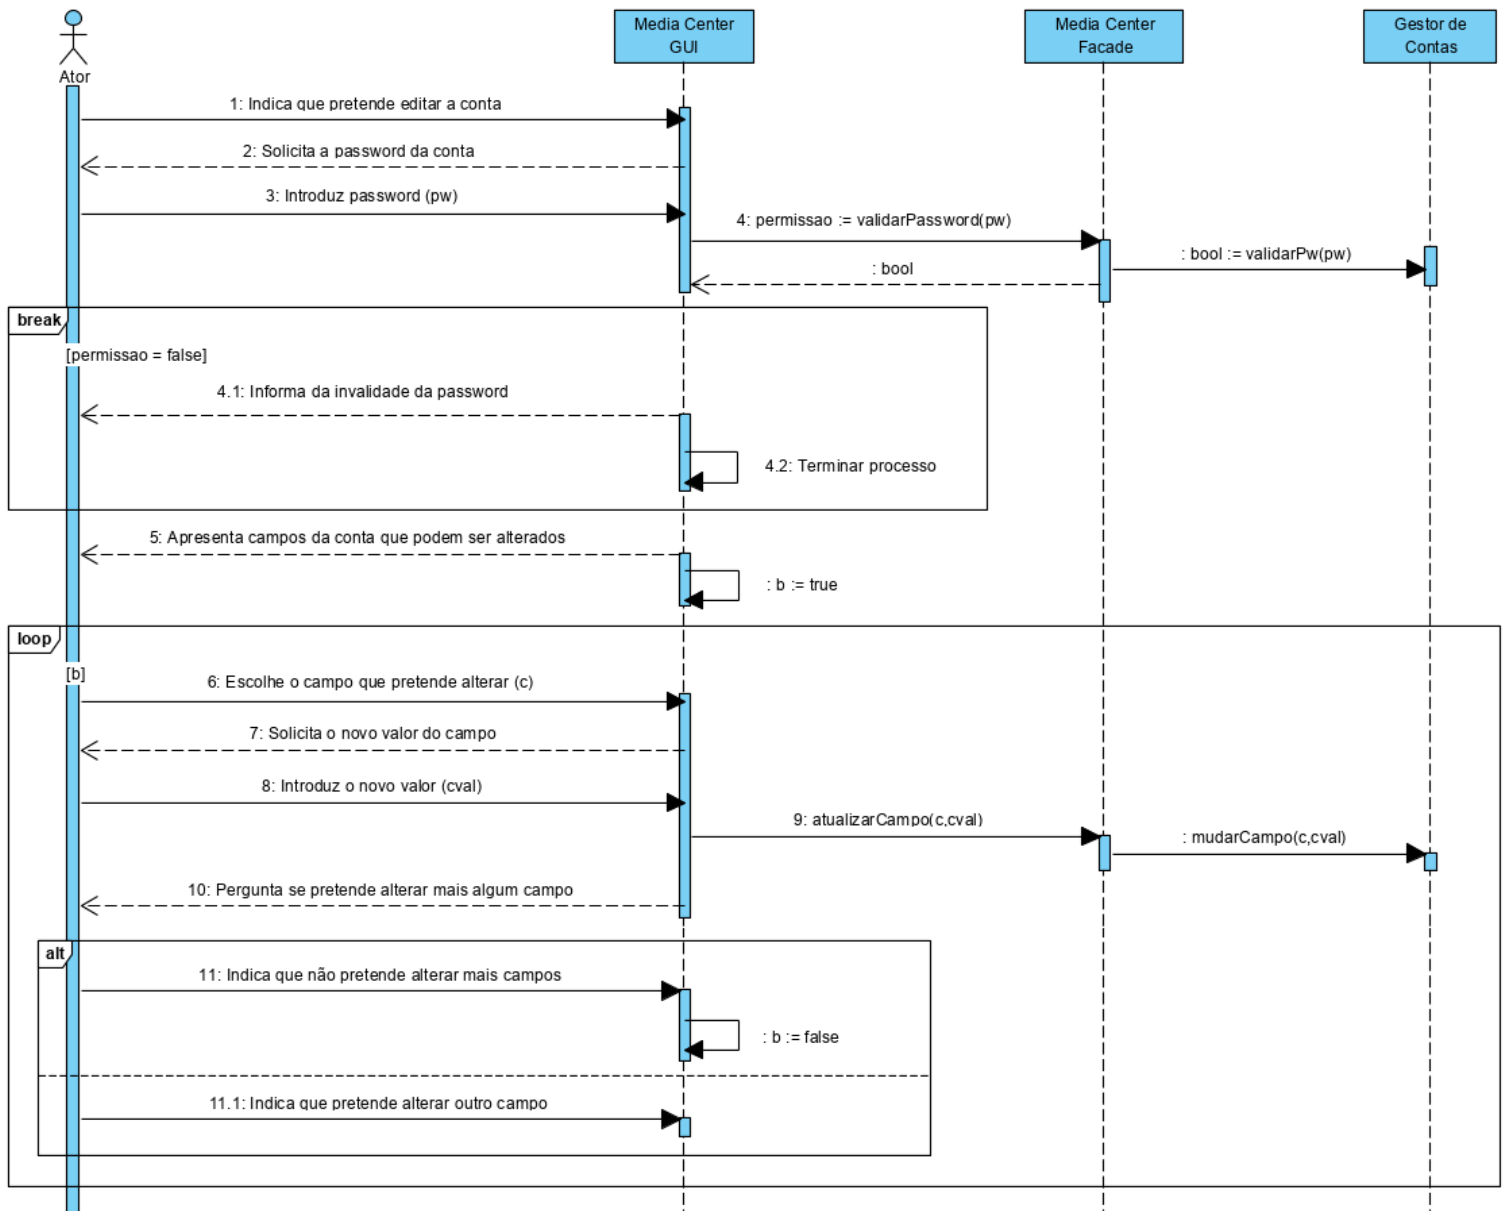 Ator
Media Center
GUI
Media Center
Facade
Gestor de
Contas
1: Indica que pretende editar a conta
2: Solicita a password da conta
3: Introduz password (pw)
4: permissao := validarPassword(pw)
: bool := validarPw(pw)
: bool
break
[permissao = false]
4.1: Informa da invalidade da password
4.2: Terminar processo
5: Apresenta campos da conta que podem ser alterados
: b := true
loop
[b]
6: Escolhe o campo que pretende alterar (c)
7: Solicita o novo valor do campo
8: Introduz o novo valor (cval)
9: atualizarCampo(c,cval)
: mudarCampo(c,cval)
10: Pergunta se pretende alterar mais algum campo
alt
11: Indica que não pretende alterar mais campos
: b := false
11.1: Indica que pretende alterar outro campo